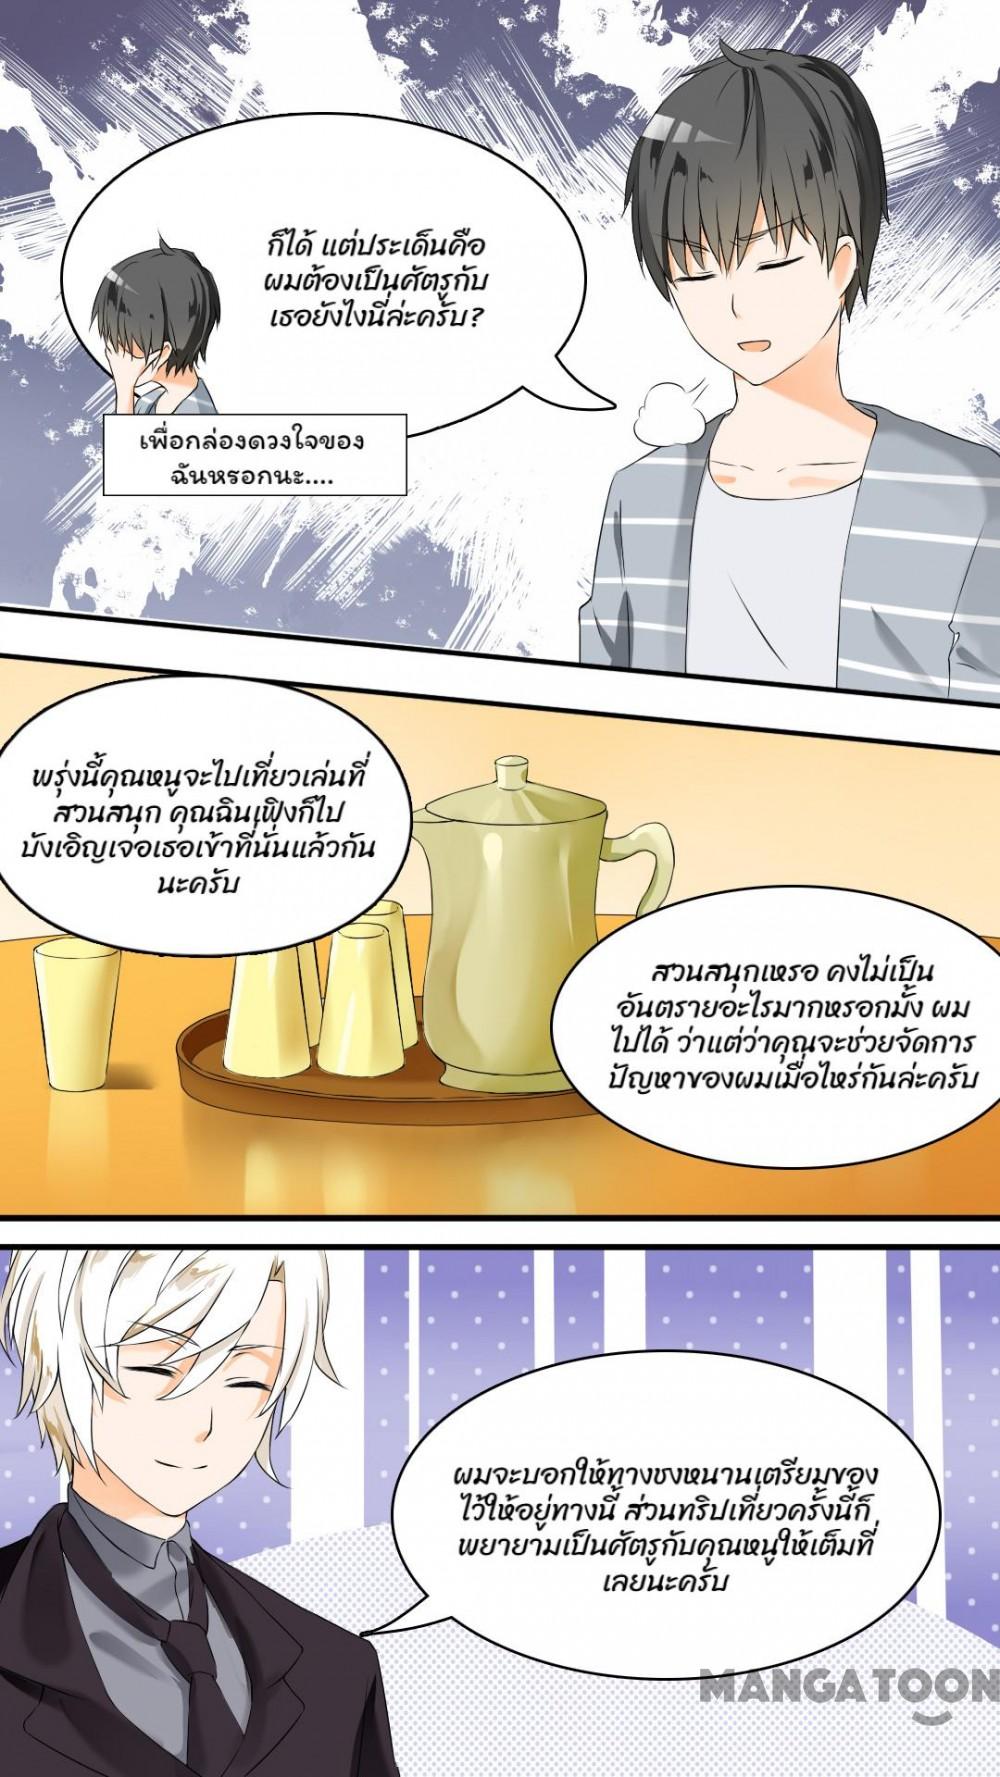 ก็ได้ แต่ประเด็นคือ
ผมต้องเป็นศัตรูกับ
เธอยังไงนี่ล่ะครับ?
เพื่อกล่องดวงใจของ
ฉันหรอกนะ....
พรุ่งนี้คุณหนูจะไปเที่ยวเล่นที่
สวนสนุก คุณฉินเฟิงก็ไป
บังเอิญเจอเธอเข้าที่นั่นแล้วกัน
นะครับ
สวนสนุกเหรอ คงไม่เป็น
อันตรายอะไรมากหรอกมั้ง ผม
ไปได้ ว่าแต่ว่าคุณจะช่วยจัดการ
ปัญหาของผมเมื่อไหร่กันล่ะครับ
ผมจะบอกให้ทางชงหนานเตรียมของ
ไว้ให้อยู่ทางนี้ ส่วนทริปเที่ยวครั้งนี้ก็
พยายามเป็นศัตรูกับคุณหนูให้เต็มที่
เลยนะครับ
MANGATOON